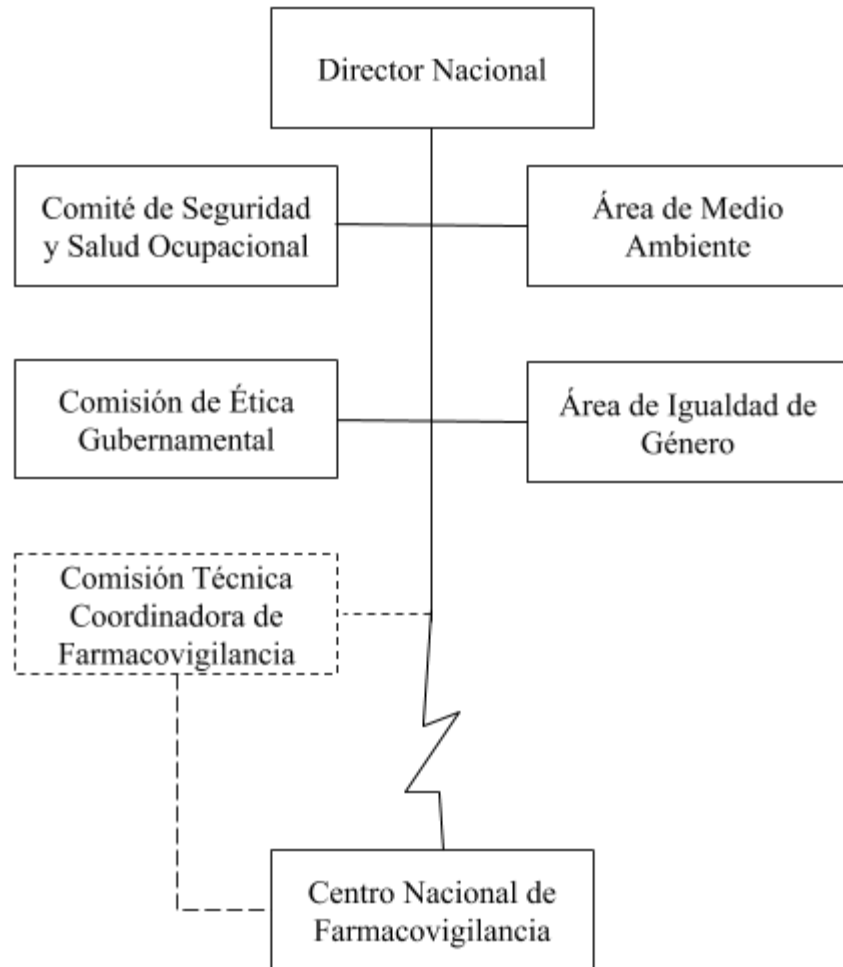 Director Nacional
Comité de Seguridad
y Salud Ocupacional
Área de Medio
Ambiente
Comisión de Ética
Gubernamental
Área de Igualdad de
Género
Comisión Técnica
Coordinadora de
Farmacovigilancia
Centro Nacional de
Farmacovigilancia